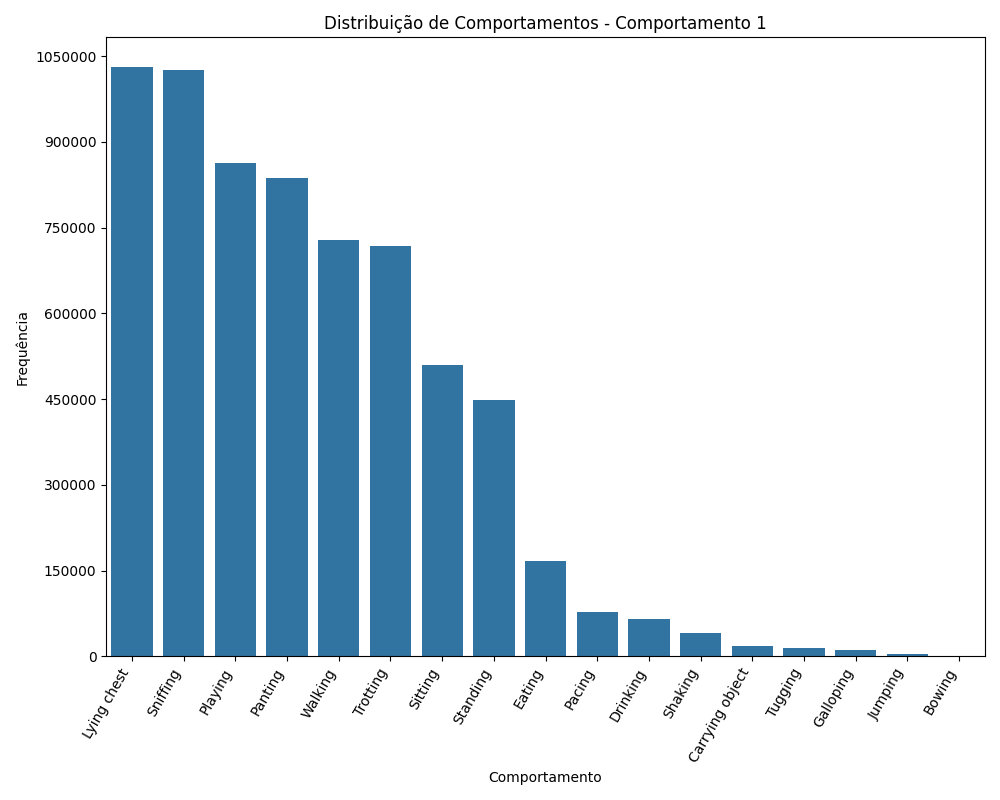 Distribuição de Comportamentos - Comportamento 1
Frequência
1050000
900000
750000
600000
450000
300000
150000
0
Lying chest
Sniffing
Playing
Panting
Walking
Trotting
Sitting
Standing
Eating
Pacing
Drinking
Shaking
Carrying object
Tugging
Galloping
Jumping
Bowing
Comportamento